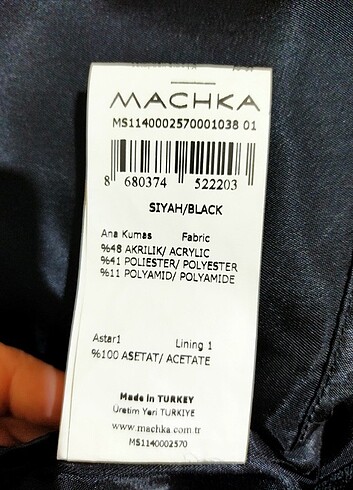 MACHKA
MS1140002570001038 01
8 680374 522203
SIYAH/BLACK
Ana Kumas Fabric
%48 AKRILIK/ ACRYLIC
%41 POLIESTER/ POLYESTER
%11 POLYAMID/ POLYAMIDE
Astar1 Lining 1
%100 ASETAT/ ACETATE
Made in TURKEY
Üretim Yeri TURKIYE
www.machka.com.tr
MS1140002570